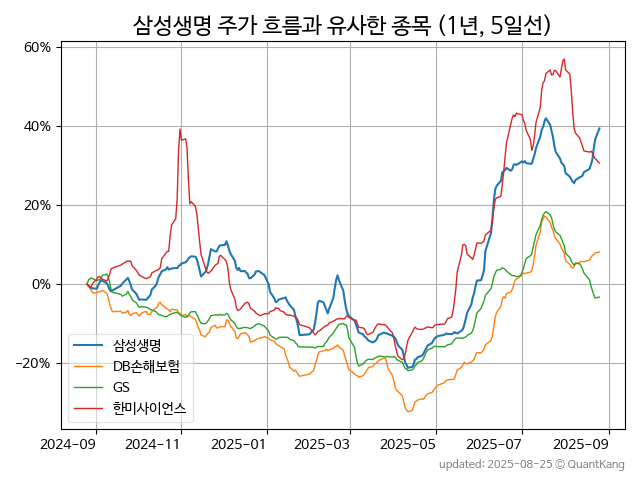 삼성생명 주가 흐름과 유사한 종목 (1년, 5일선)
60%
40%
20%
0%
−20%
삼성생명
DB손해보험
GS
한미사이언스
2024-09 2024-11 2025-01 2025-03 2025-05 2025-07 2025-09
updated: 2025-08-25 © QuantKang